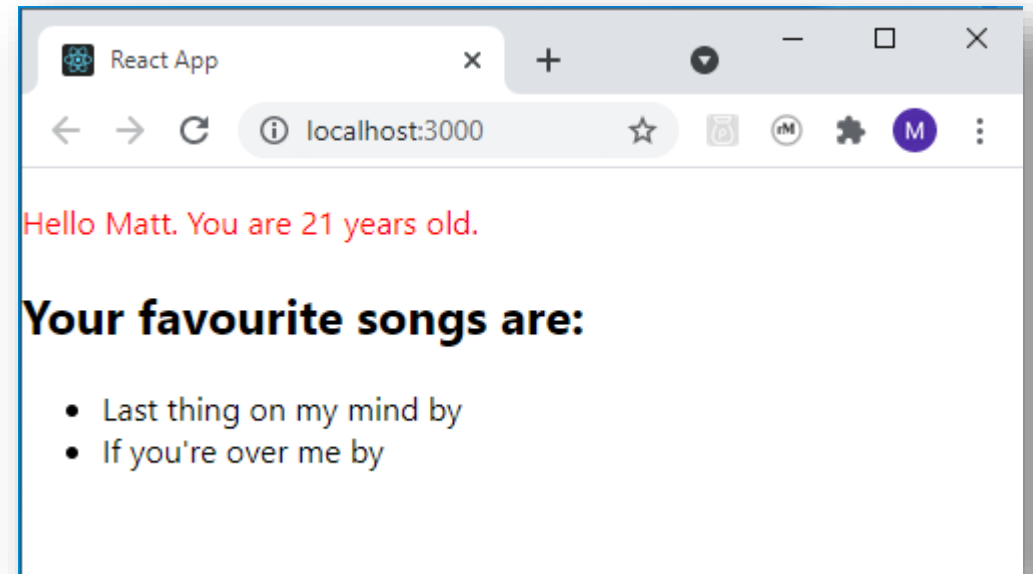 React App
localhost:3000
rM
M
Hello Matt. You are 21 years old.
Your favourite songs are:
Last thing on my mind by
If you're over me by